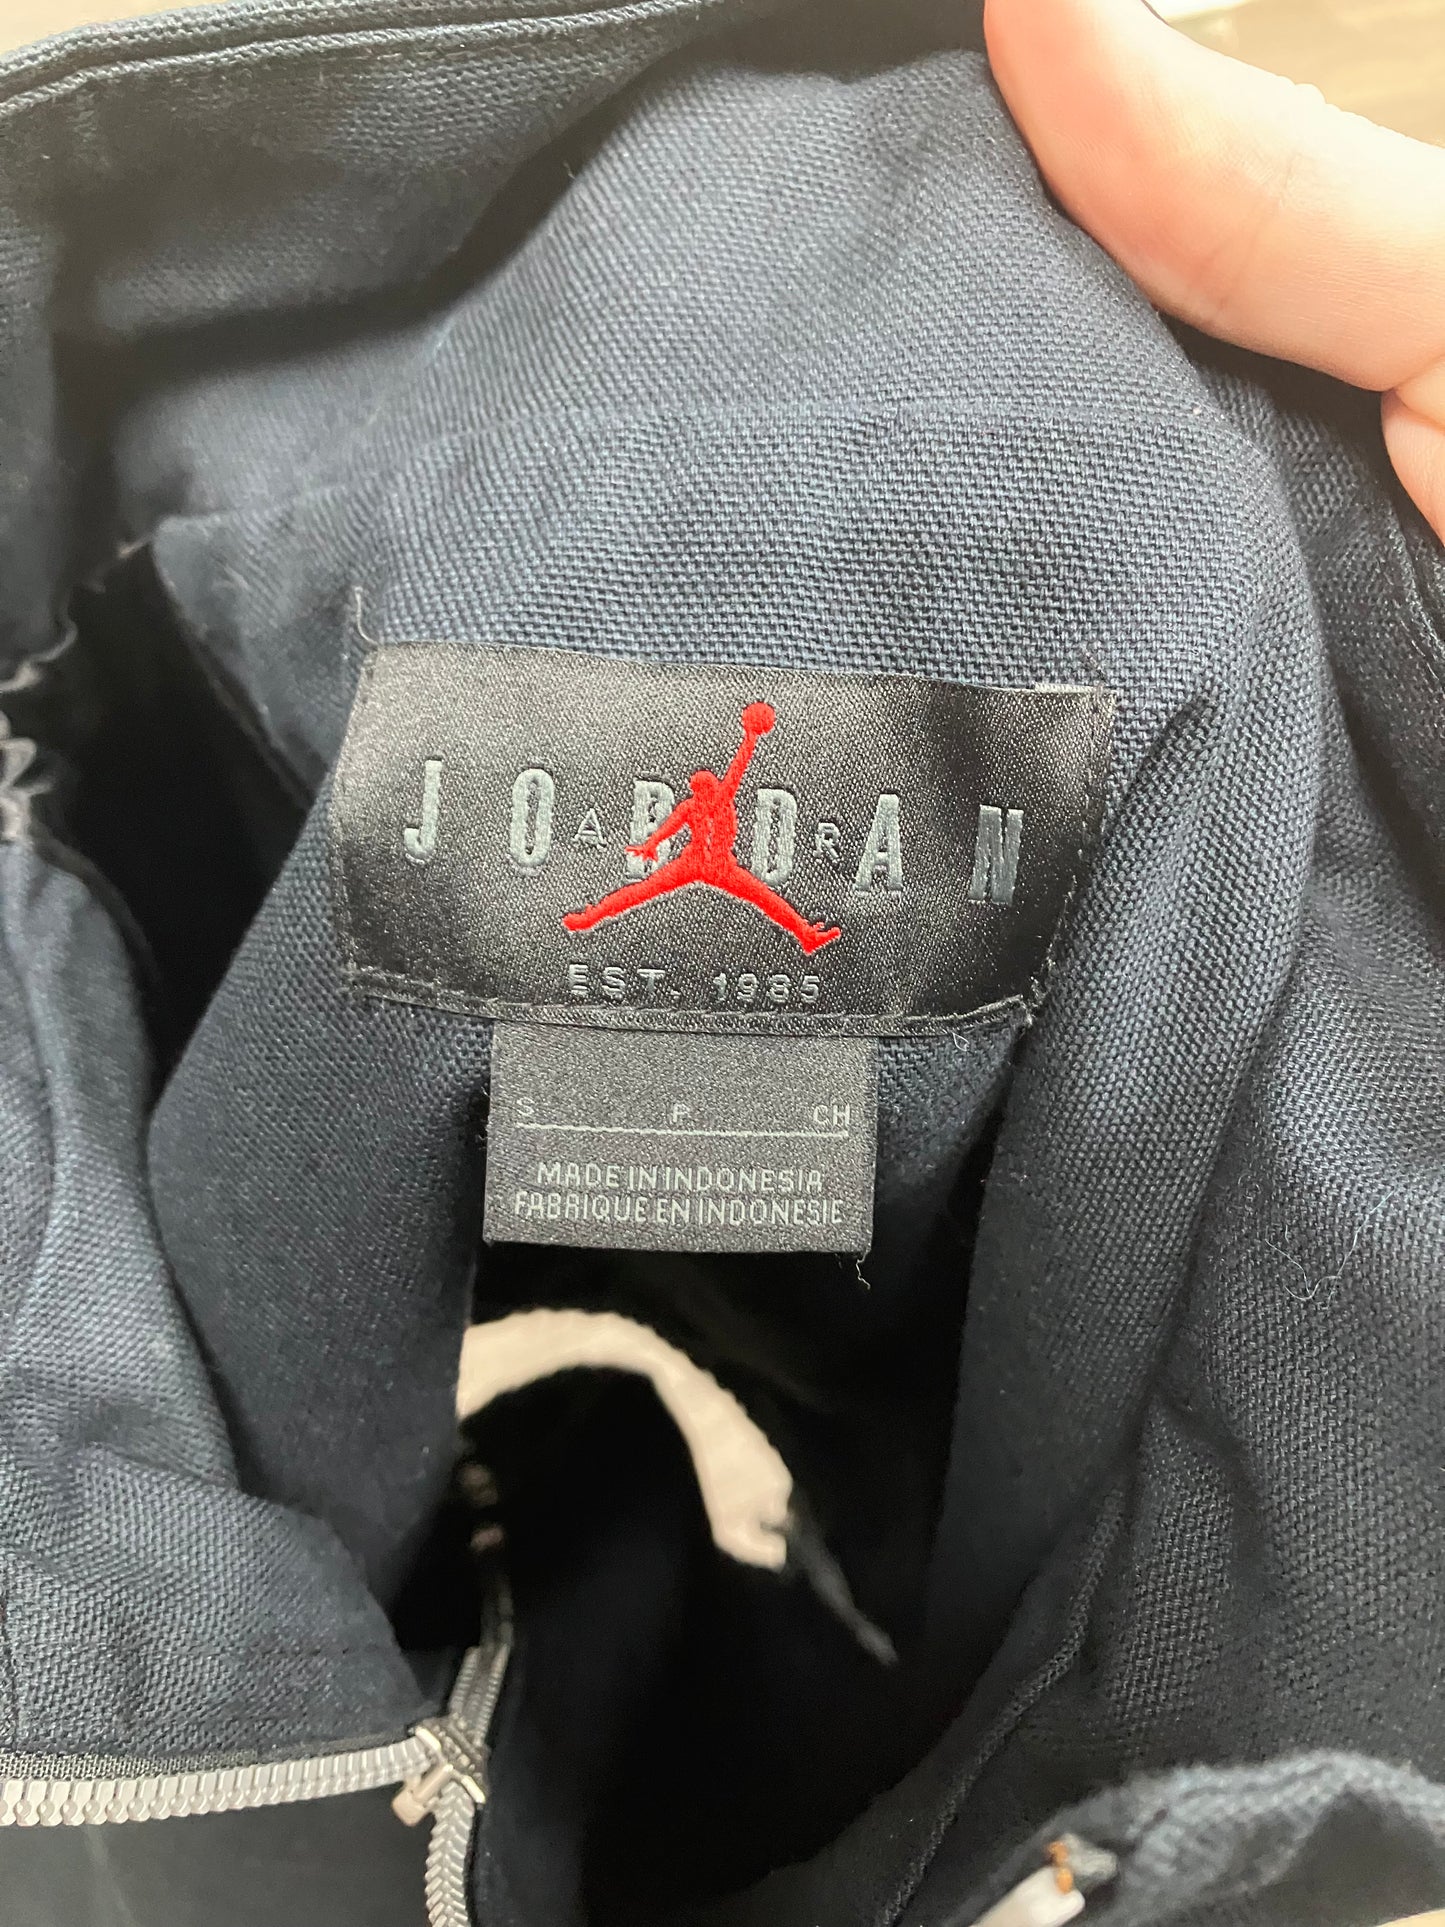 JORDAN
AIR
EST. 1985
S P CH
MADE IN INDONESIA
FABRIQUE EN INDONESIE